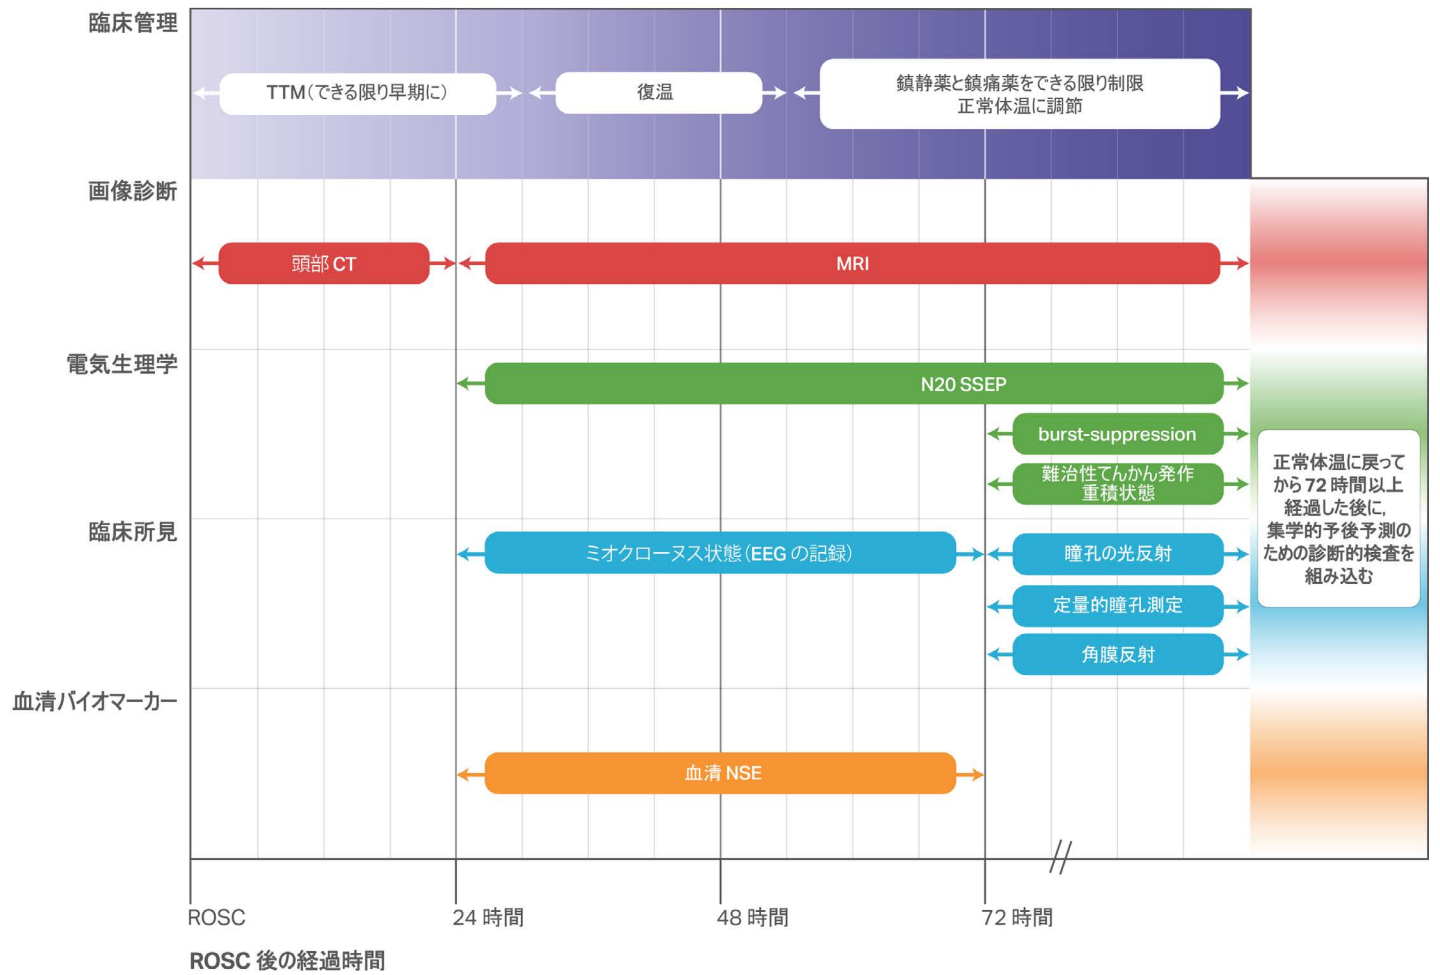 臨床管理
TTM（できる限り早期に）
復温
鎮静薬と鎮痛薬をできる限り制限
正常体温に調節
画像診断
頭部 CT
MRI
電気生理学
N20 SSEP
burst-suppression
難治性てんかん発作
重積状態
臨床所見
ミオクローヌス状態（EEG の記録）
瞳孔の光反射
定量的瞳孔測定
角膜反射
血清バイオマーカー
血清 NSE
正常体温に戻って
から 72 時間以上
経過した後に，
集学的予後予測の
ための診断的検査を
組み込む
ROSC
24 時間
48 時間
72 時間
ROSC 後の経過時間